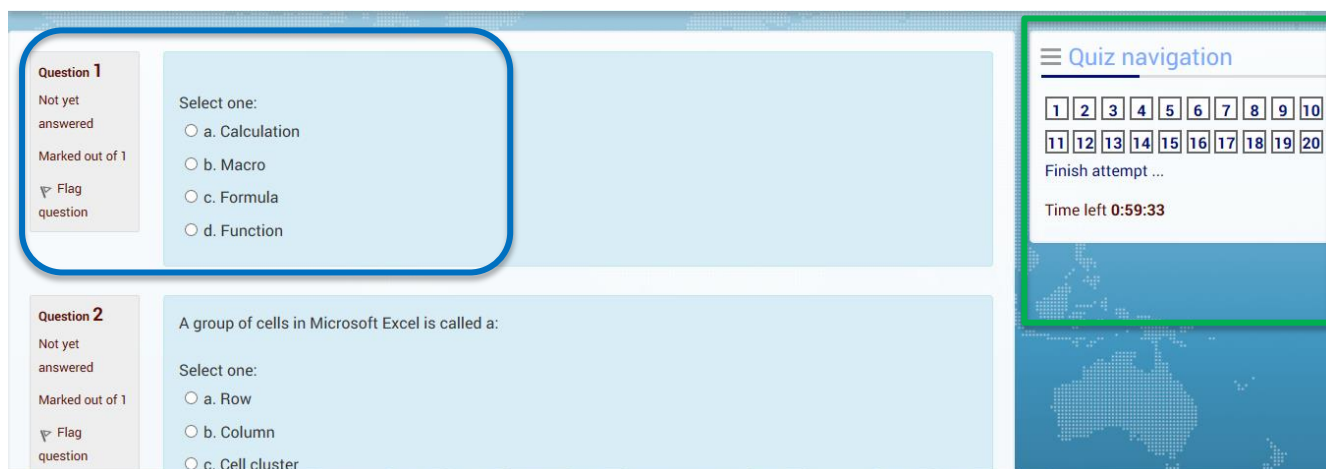 Question 1
Not yet
answered
Marked out of 1
Flag
question
Select one:
a. Calculation
b. Macro
c. Formula
d. Function
Question 2
Not yet
answered
Marked out of 1
Flag
question
A group of cells in Microsoft Excel is called a:
Select one:
a. Row
b. Column
c. Cell cluster
Quiz navigation
1 2 3 4 5 6 7 8 9 10
11 12 13 14 15 16 17 18 19 20
Finish attempt ...
Time left 0:59:33